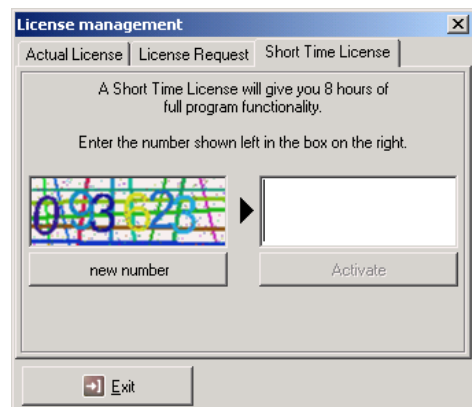 License management
Actual License License Request Short Time License
A Short Time License will give you 8 hours of
full program functionality.
Enter the number shown left in the box on the right.
093628
new number Activate
Exit